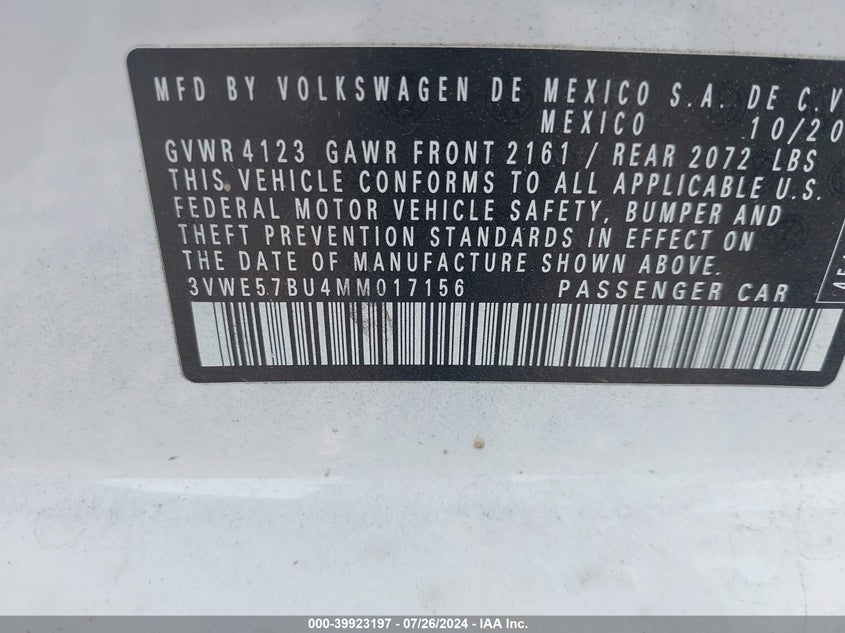 MFD BY VOLKSWAGEN DE MEXICO S.A. DE C.V
MEXICO 10/20
GVWR 4123 GAWR FRONT 2161 / REAR 2072 LBS
THIS VEHICLE CONFORMS TO ALL APPLICABLE U.S.
FEDERAL MOTOR VEHICLE SAFETY, BUMPER AND
THEFT PREVENTION STANDARDS IN EFFECT ON
THE DATE OF MANUFACTURE SHOWN ABOVE.
3VWE57BU4MM017156 PASSENGER CAR
000-39923197 - 07/26/2024 - IAA Inc.